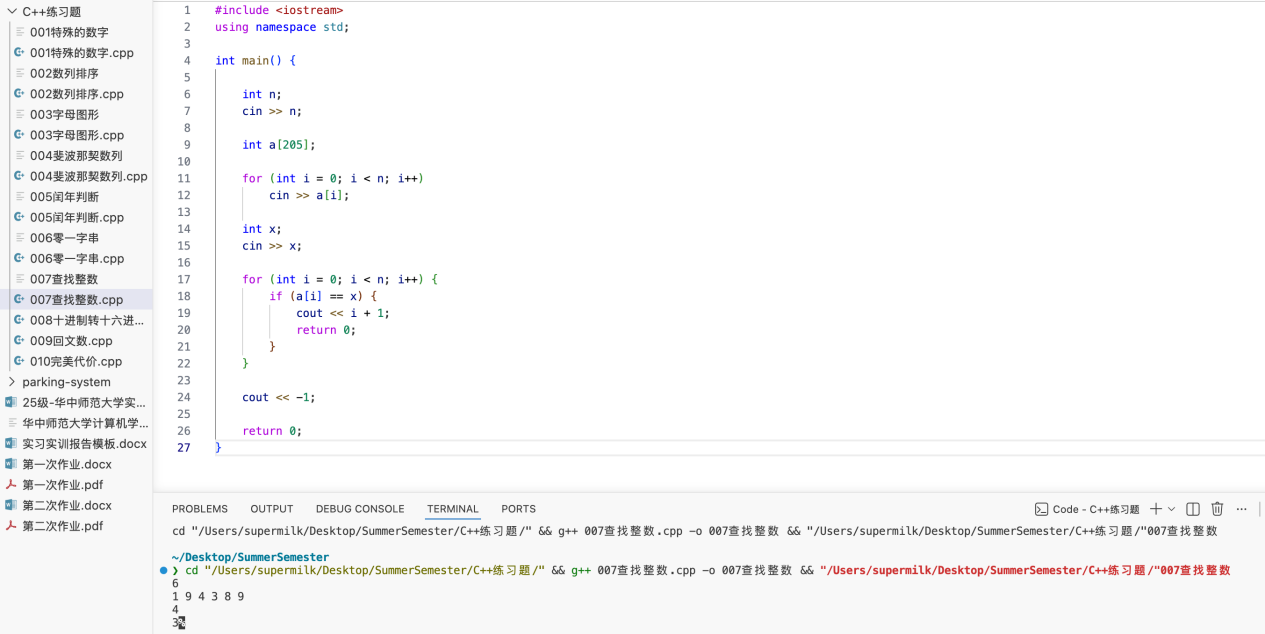 C++练习题
001特殊的数字
001特殊的数字.cpp
002数列排序
002数列排序.cpp
003字母图形
003字母图形.cpp
004斐波那契数列
004斐波那契数列.cpp
005闰年判断
005闰年判断.cpp
006零一字串
006零一字串.cpp
007查找整数
007查找整数.cpp
008十进制转十六进...
009回文数.cpp
010完美代价.cpp
parking-system
25级-华中师范大学实...
华中师范大学计算机学...
实习实训报告模板.docx
第一次作业.docx
第一次作业.pdf
第二次作业.docx
第二次作业.pdf
1 #include <iostream>
2 using namespace std;
3
4 int main() {
5
6 int n;
7 cin >> n;
8
9 int a[205];
10
11 for (int i = 0; i < n; i++)
12 cin >> a[i];
13
14 int x;
15 cin >> x;
16
17 for (int i = 0; i < n; i++) {
18 if (a[i] == x) {
19 cout << i + 1;
20 return 0;
21 }
22 }
23
24 cout << -1;
25
26 return 0;
27 }
PROBLEMS OUTPUT DEBUG CONSOLE TERMINAL PORTS Code - C++练习题
cd "/Users/supermilk/Desktop/SummerSemester/C++练习题/" && g++ 007查找整数.cpp -o 007查找整数 && "/Users/supermilk/Desktop/SummerSemester/C++练习题/"007查找整数
~/Desktop/SummerSemester
❯ cd "/Users/supermilk/Desktop/SummerSemester/C++练习题/" && g++ 007查找整数.cpp -o 007查找整数 && "/Users/supermilk/Desktop/SummerSemester/C++练习题/"007查找整数
6
1 9 4 3 8 9
4
3%